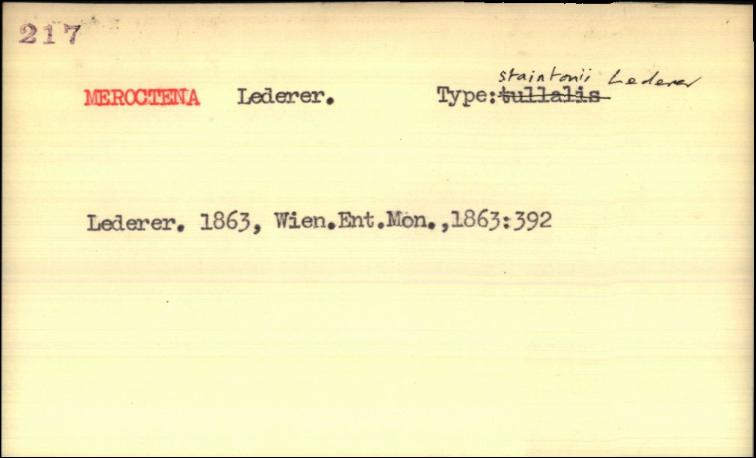 217
staintonii Lederer
MEROCTENA Lederer. Type:tullalis
Lederer. 1863, Wien.Ent.Mon.,1863:392